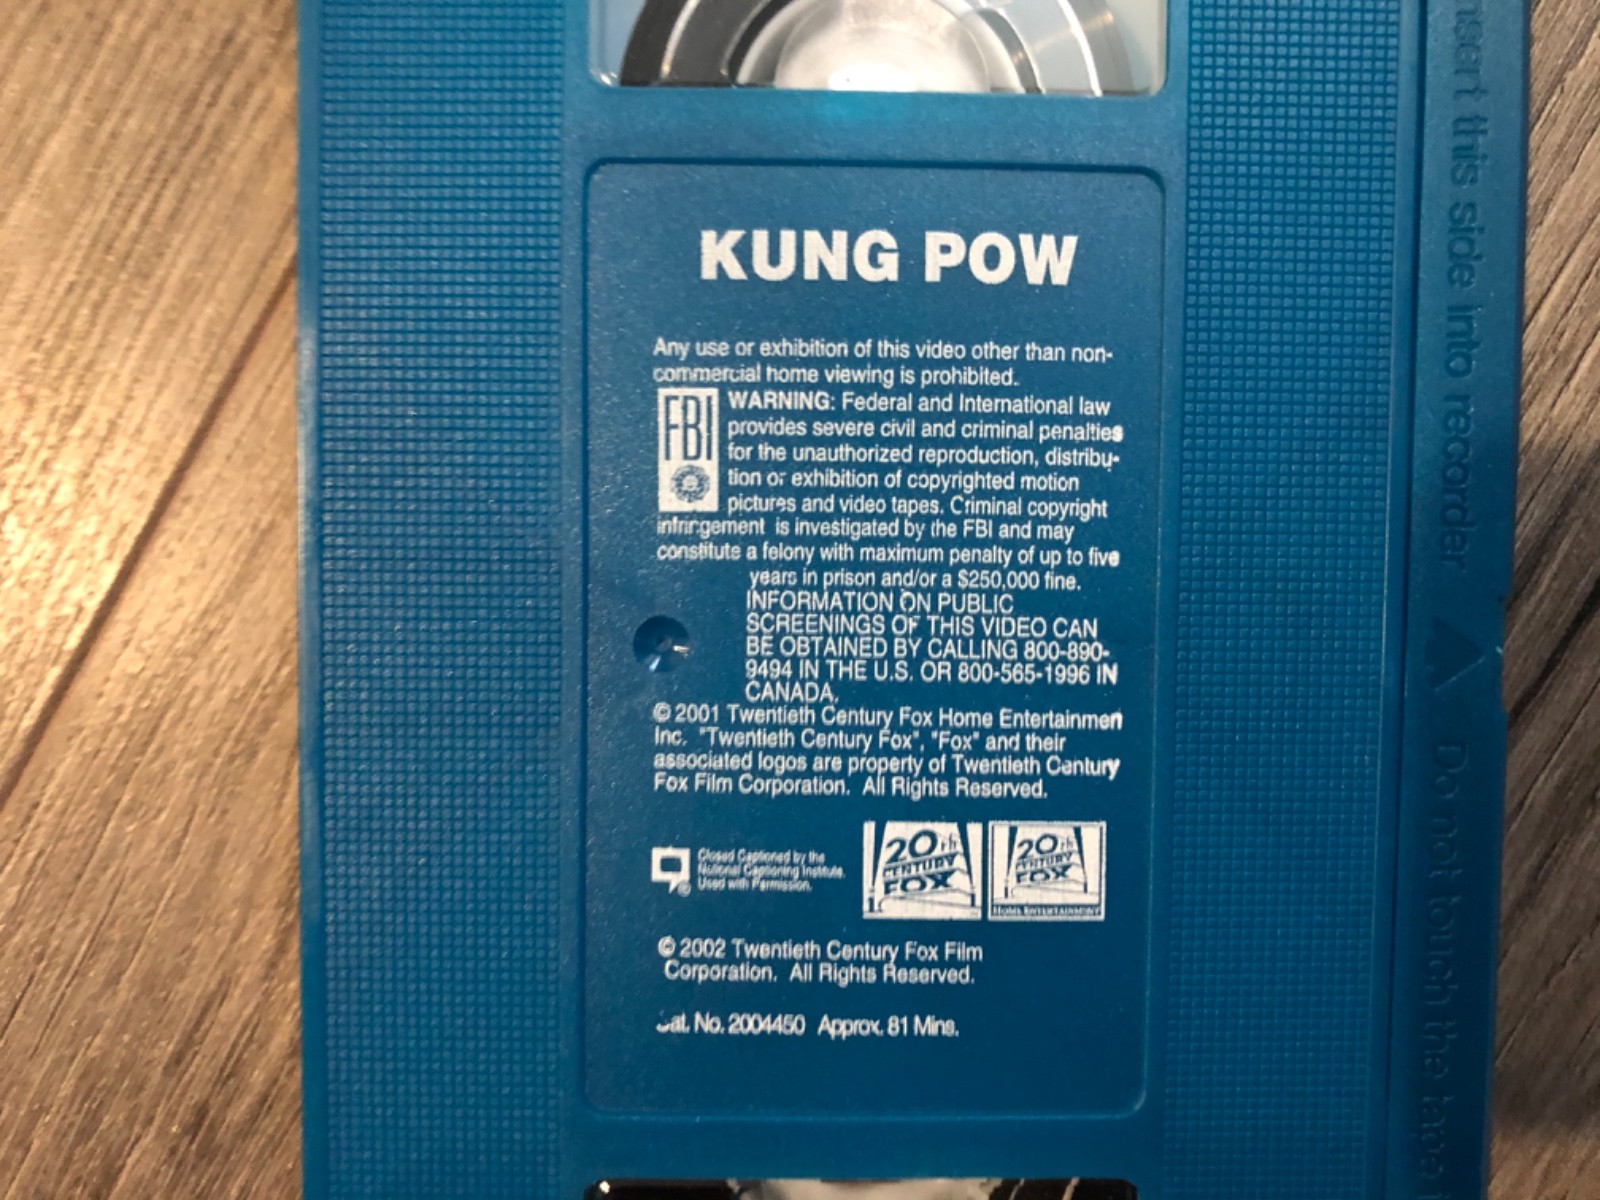 KUNG POW
Any use or exhibition of this video other than non-
commercial home viewing is prohibited.
FBI
WARNING: Federal and International law
provides severe civil and criminal penalties
for the unauthorized reproduction, distribu-
tion or exhibition of copyrighted motion
pictures and video tapes. Criminal copyright
infringement is investigated by the FBI and may
constitute a felony with maximum penalty of up to five
years in prison and/or a $250,000 fine.
INFORMATION ON PUBLIC
SCREENINGS OF THIS VIDEO CAN
BE OBTAINED BY CALLING 800-890-
9494 IN THE U.S. OR 800-565-1996 IN
CANADA.
© 2001 Twentieth Century Fox Home Entertainmen
Inc. "Twentieth Century Fox", "Fox" and their
associated logos are property of Twentieth Century
Fox Film Corporation. All Rights Reserved.
Closed Captioned by the
National Captioning Institute.
Used with Permission.
®
20th
CENTURY
FOX
20th
CENTURY
FOX
HOME ENTERTAINMENT
© 2002 Twentieth Century Fox Film
Corporation. All Rights Reserved.
Cat. No. 2004450 Approx. 81 Mins.
Insert this side into recorder ▲ Do not touch the tape